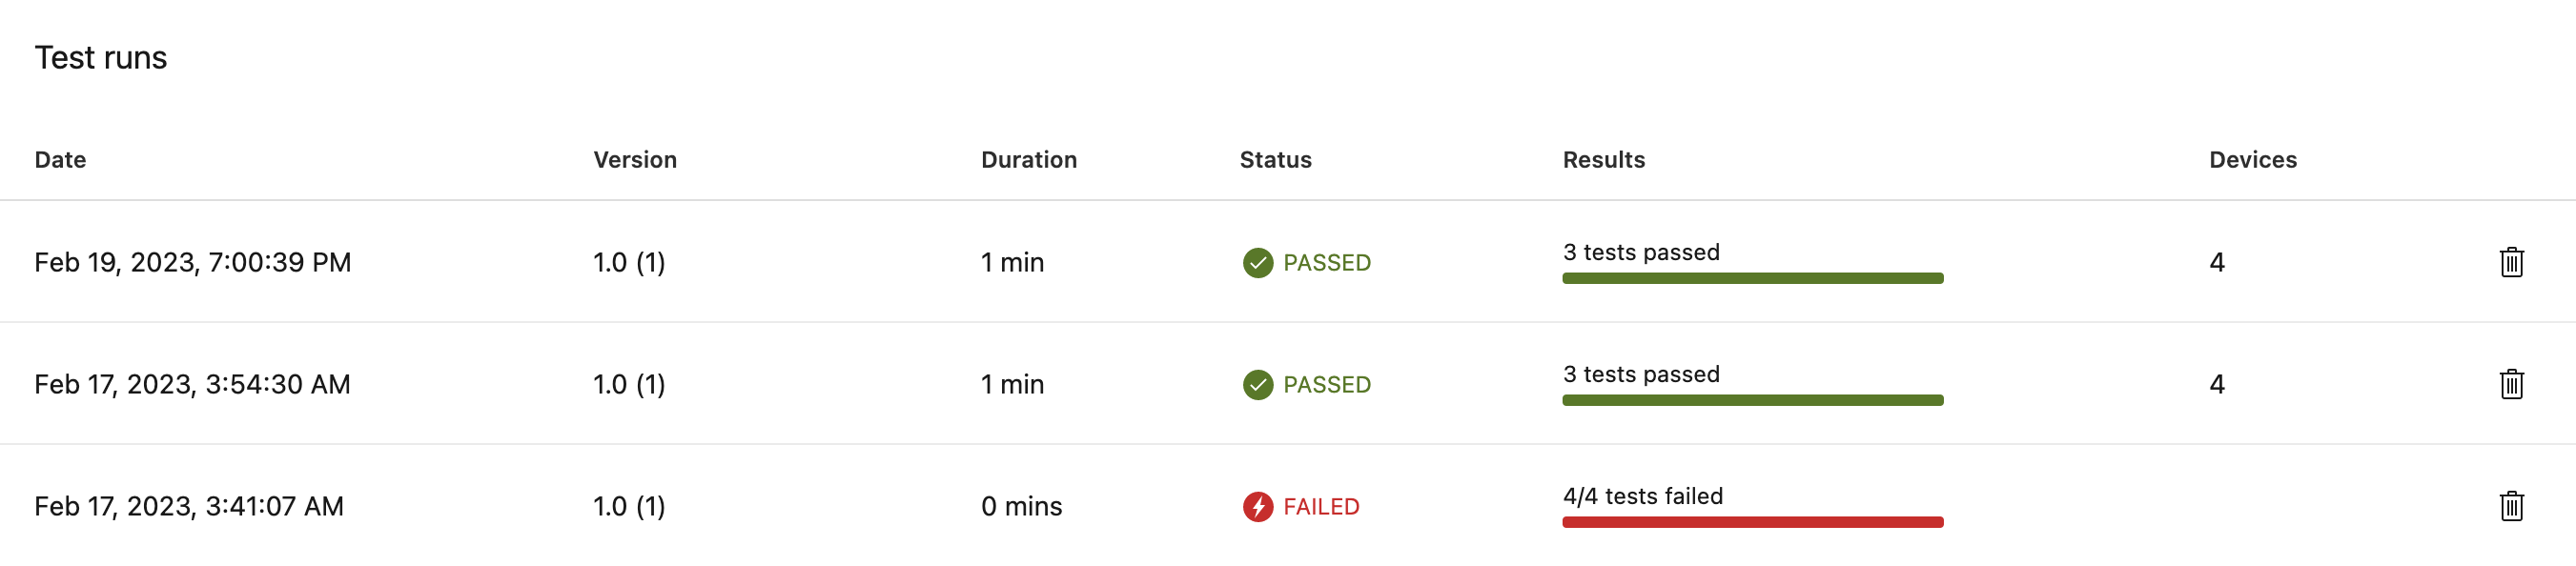 Test runs
Date Version Duration Status Results Devices
Feb 19, 2023, 7:00:39 PM 1.0 (1) 1 min PASSED 3 tests passed 4
Feb 17, 2023, 3:54:30 AM 1.0 (1) 1 min PASSED 3 tests passed 4
Feb 17, 2023, 3:41:07 AM 1.0 (1) 0 mins FAILED 4/4 tests failed